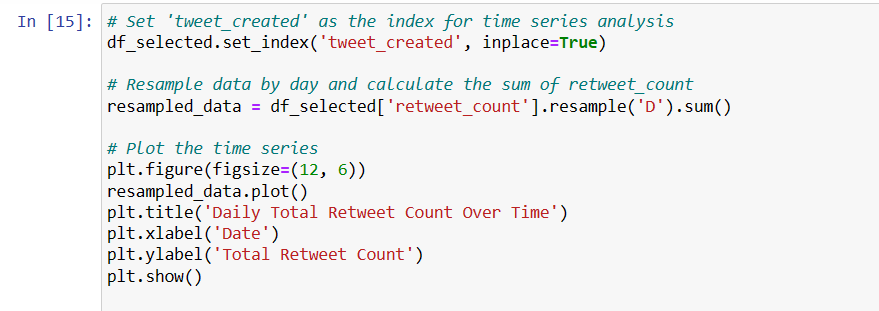 In [15]: # Set 'tweet_created' as the index for time series analysis
df_selected.set_index('tweet_created', inplace=True)
# Resample data by day and calculate the sum of retweet_count
resampled_data = df_selected['retweet_count'].resample('D').sum()
# Plot the time series
plt.figure(figsize=(12, 6))
resampled_data.plot()
plt.title('Daily Total Retweet Count Over Time')
plt.xlabel('Date')
plt.ylabel('Total Retweet Count')
plt.show()